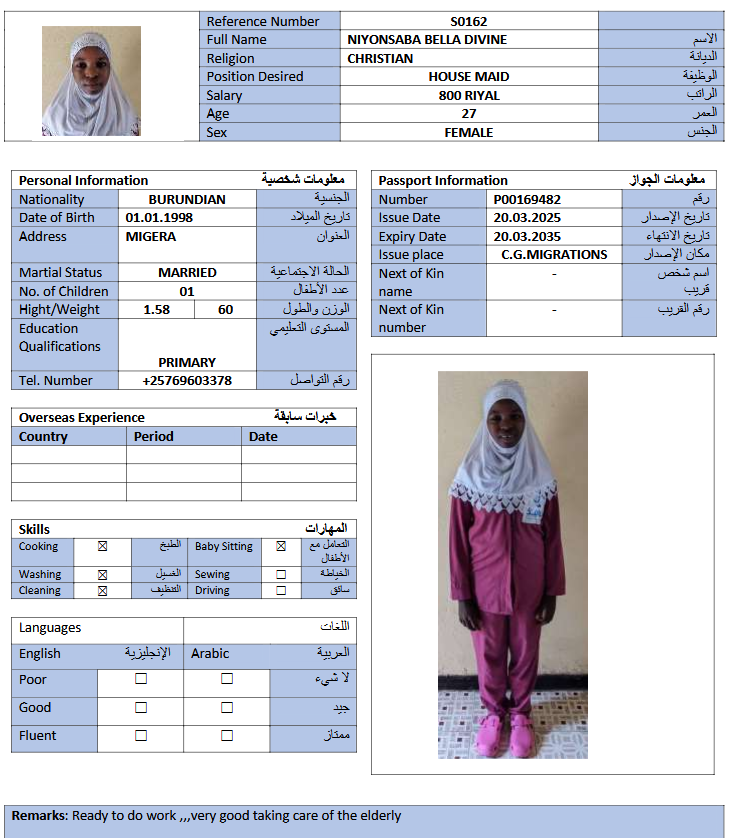 Reference Number S0162
Full Name NIYONSABA BELLA DIVINE الاسم
Religion CHRISTIAN الديانة
Position Desired HOUSE MAID الوظيفة
Salary 800 RIYAL الراتب
Age 27 العمر
Sex FEMALE الجنس
Personal Information معلومات شخصية
Nationality BURUNDIAN الجنسية
Date of Birth 01.01.1998 تاريخ الميلاد
Address MIGERA العنوان
Martial Status MARRIED الحالة الاجتماعية
No. of Children 01 عدد الأطفال
Hight/Weight 1.58 60 الوزن والطول
Education المستوى التعليمي
Qualifications
PRIMARY
Tel. Number +25769603378 رقم التواصل
Passport Information معلومات الجواز
Number P00169482 رقم
Issue Date 20.03.2025 تاريخ الإصدار
Expiry Date 20.03.2035 تاريخ الانتهاء
Issue place C.G.MIGRATIONS مكان الإصدار
Next of Kin - اسم شخص
name قريب
Next of Kin - رقم القريب
number
Overseas Experience خبرات سابقة
Country Period Date
Skills المهارات
Cooking ☒ الطبخ Baby Sitting ☒ التعامل مع
الأطفال
Washing ☒ الغسيل Sewing ☐ الخياطة
Cleaning ☒ التنظيف Driving ☐ سائق
Languages اللغات
English الإنجليزية Arabic العربية
Poor ☐ ☐ لا شيء
Good ☐ ☐ جيد
Fluent ☐ ☐ ممتاز
Remarks: Ready to do work ,,,very good taking care of the elderly